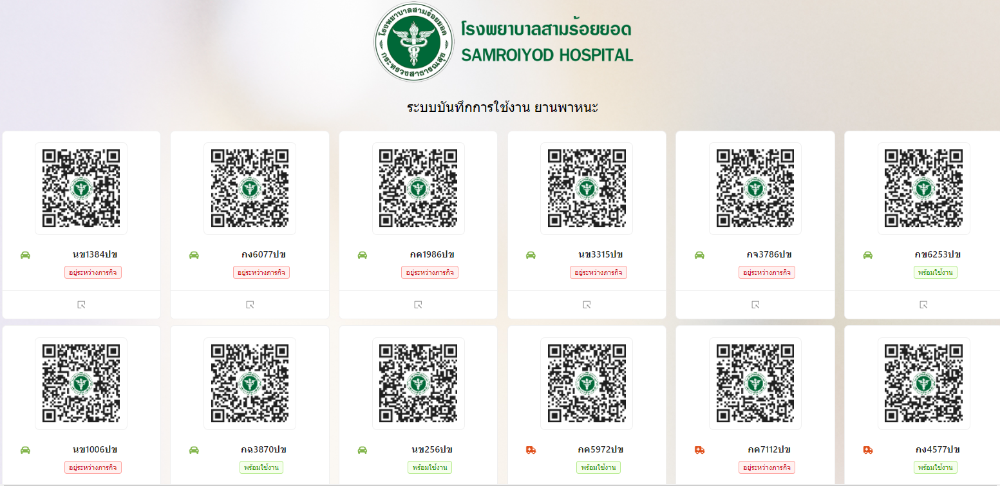 โรงพยาบาลสามร้อยยอด
กระทรวงสาธารณสุข
โรงพยาบาลสามร้อยยอด
SAMROIYOD HOSPITAL
ระบบบันทึกการใช้งาน ยานพาหนะ
นข1384ปข กง6077ปข กค1986ปข นข3315ปข กจ3786ปข กข6253ปข
อยู่ระหว่างภารกิจ อยู่ระหว่างภารกิจ อยู่ระหว่างภารกิจ อยู่ระหว่างภารกิจ อยู่ระหว่างภารกิจ พร้อมใช้งาน
นข1006ปข กฉ3870ปข นข256ปข กค5972ปข กค7112ปข กง4577ปข
อยู่ระหว่างภารกิจ พร้อมใช้งาน พร้อมใช้งาน พร้อมใช้งาน อยู่ระหว่างภารกิจ พร้อมใช้งาน